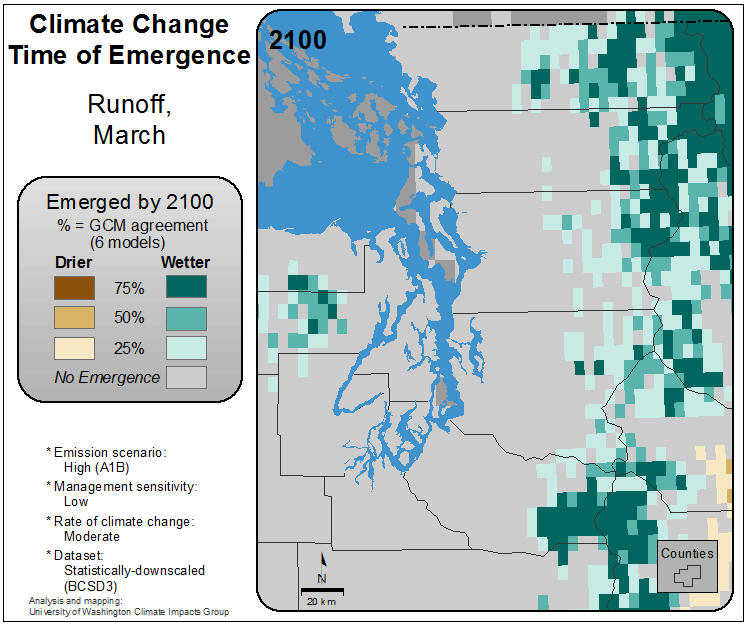 Climate Change
Time of Emergence
Runoff,
March
Emerged by 2100
% = GCM agreement
(6 models)
Drier Wetter
75%
50%
25%
No Emergence
* Emission scenario:
High (A1B)
* Management sensitivity:
Low
* Rate of climate change:
Moderate
* Dataset:
Statistically-downscaled
(BCSD3)
Analysis and mapping:
University of Washington Climate Impacts Group
2100
N
20 km
Counties